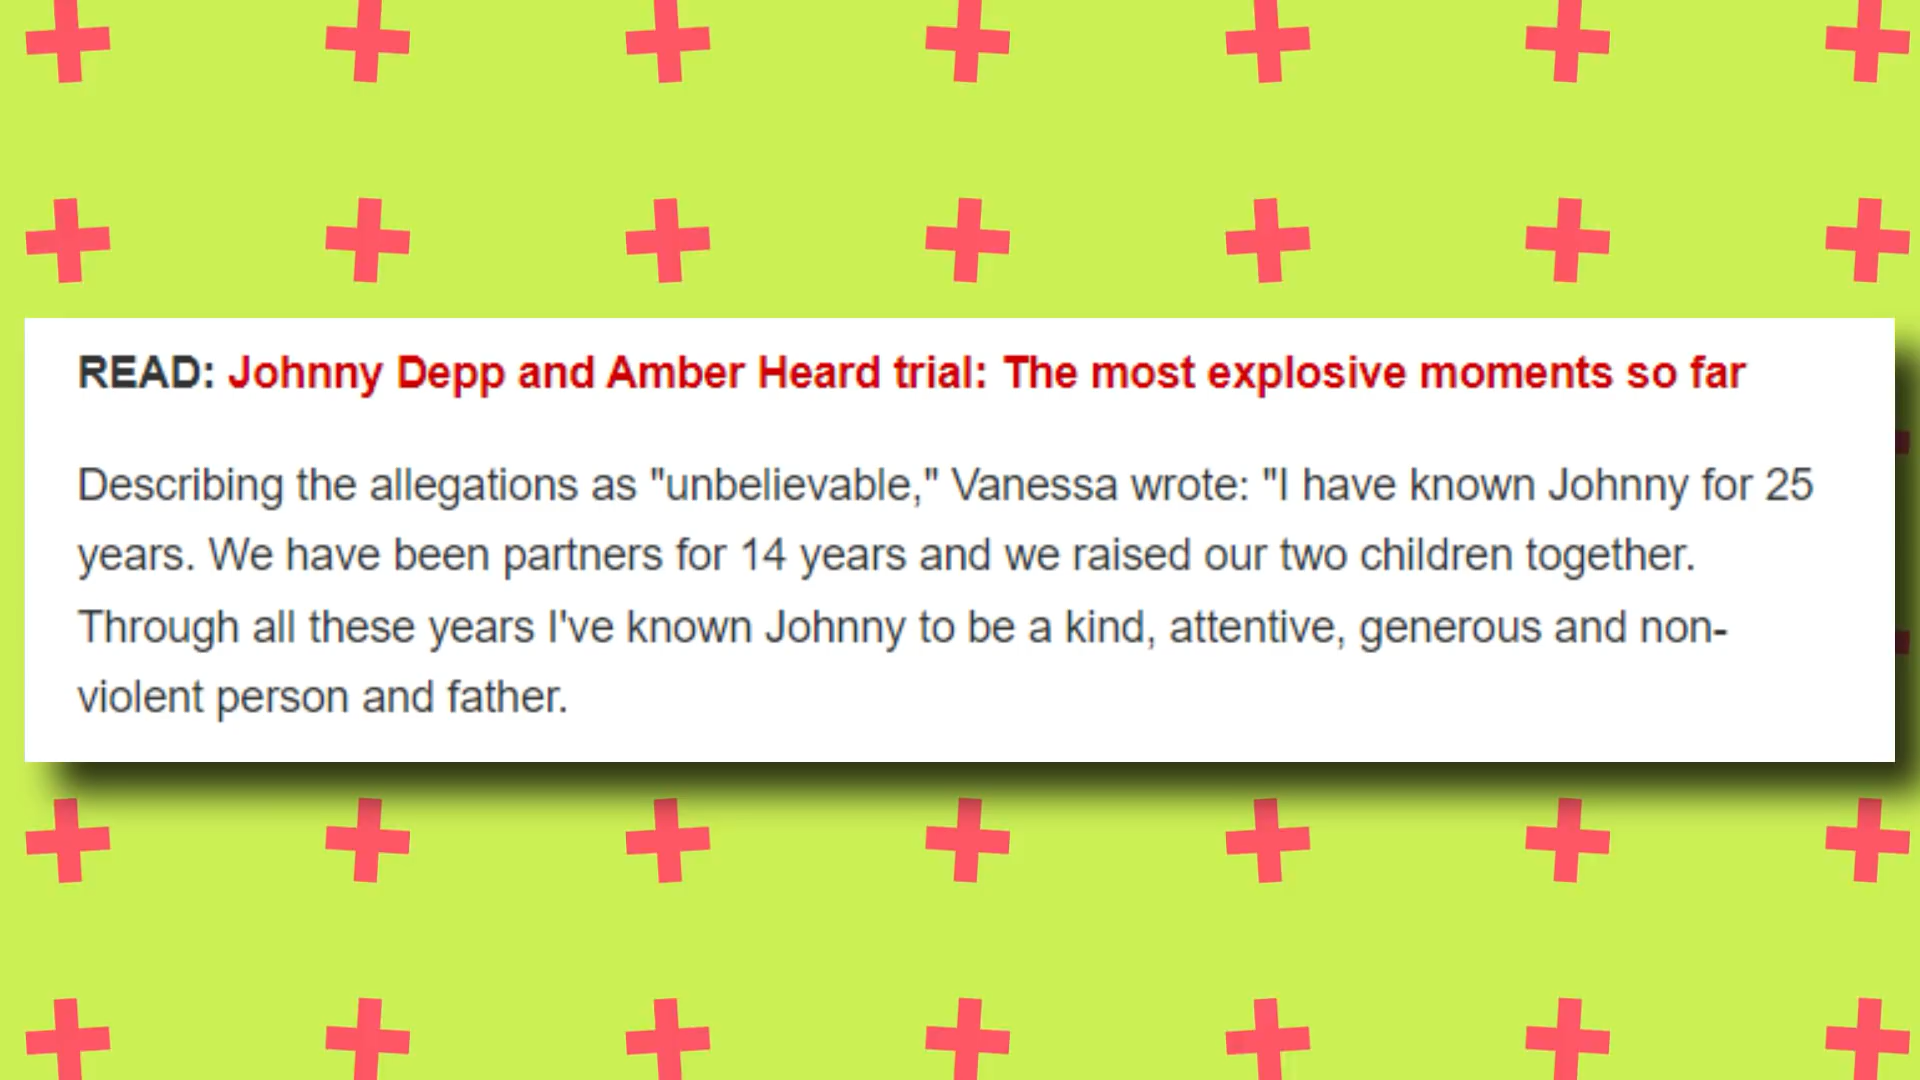 READ: Johnny Depp and Amber Heard trial: The most explosive moments so far
Describing the allegations as "unbelievable," Vanessa wrote: "I have known Johnny for 25
years. We have been partners for 14 years and we raised our two children together.
Through all these years I've known Johnny to be a kind, attentive, generous and non-
violent person and father.